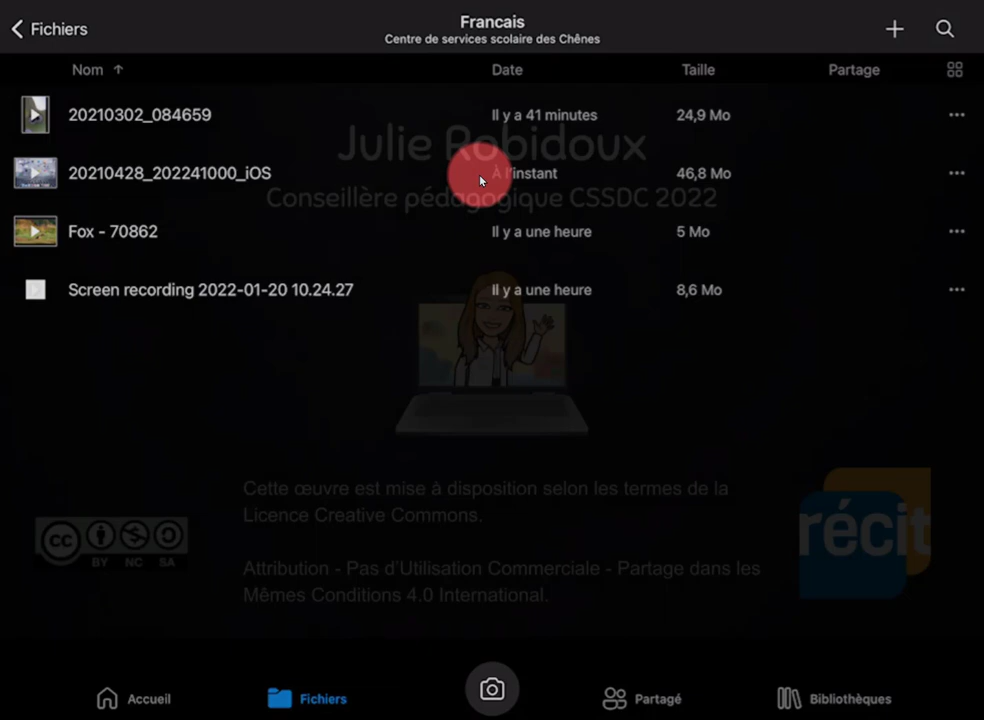 Fichiers
Francais
Centre de services scolaire des Chênes
Nom Date Taille Partage
20210302_084659 Il y a 41 minutes 24,9 Mo
Julie Robidoux
20210428_202241000_iOS À l'instant 46,8 Mo
Conseillère pédagogique CSSDC 2022
Fox - 70862 Il y a une heure 5 Mo
Screen recording 2022-01-20 10.24.27 Il y a une heure 8,6 Mo
Cette œuvre est mise à disposition selon les termes de la
Licence Creative Commons.
récit
cc
BY NC SA
Attribution - Pas d'Utilisation Commerciale - Partage dans les
Mêmes Conditions 4.0 International.
Accueil Fichiers Partagé Bibliothèques